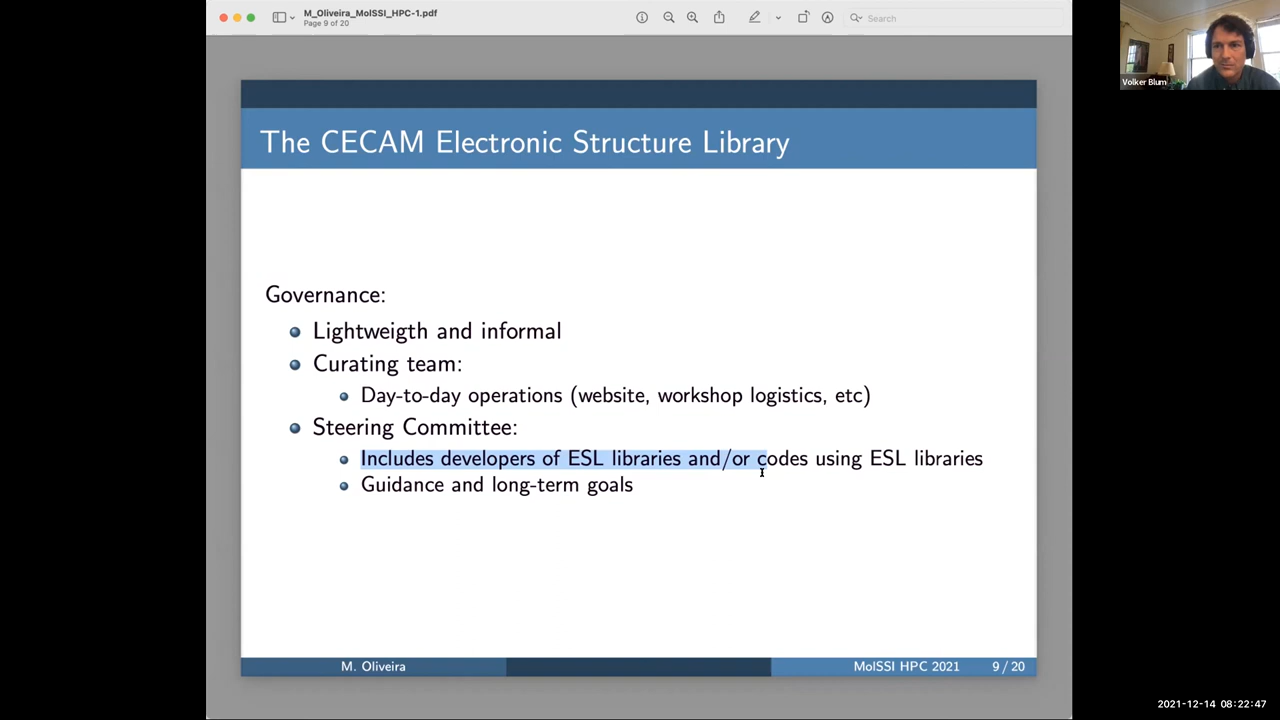 M_Oliveira_MolSSI_HPC-1.pdf
Page 9 of 20
Search
Volker Blum
The CECAM Electronic Structure Library
Governance:
Lightweigth and informal
Curating team:
Day-to-day operations (website, workshop logistics, etc)
Steering Committee:
Includes developers of ESL libraries and/or codes using ESL libraries
Guidance and long-term goals
M. Oliveira
MolSSI HPC 2021
9 / 20
2021-12-14 08:22:47